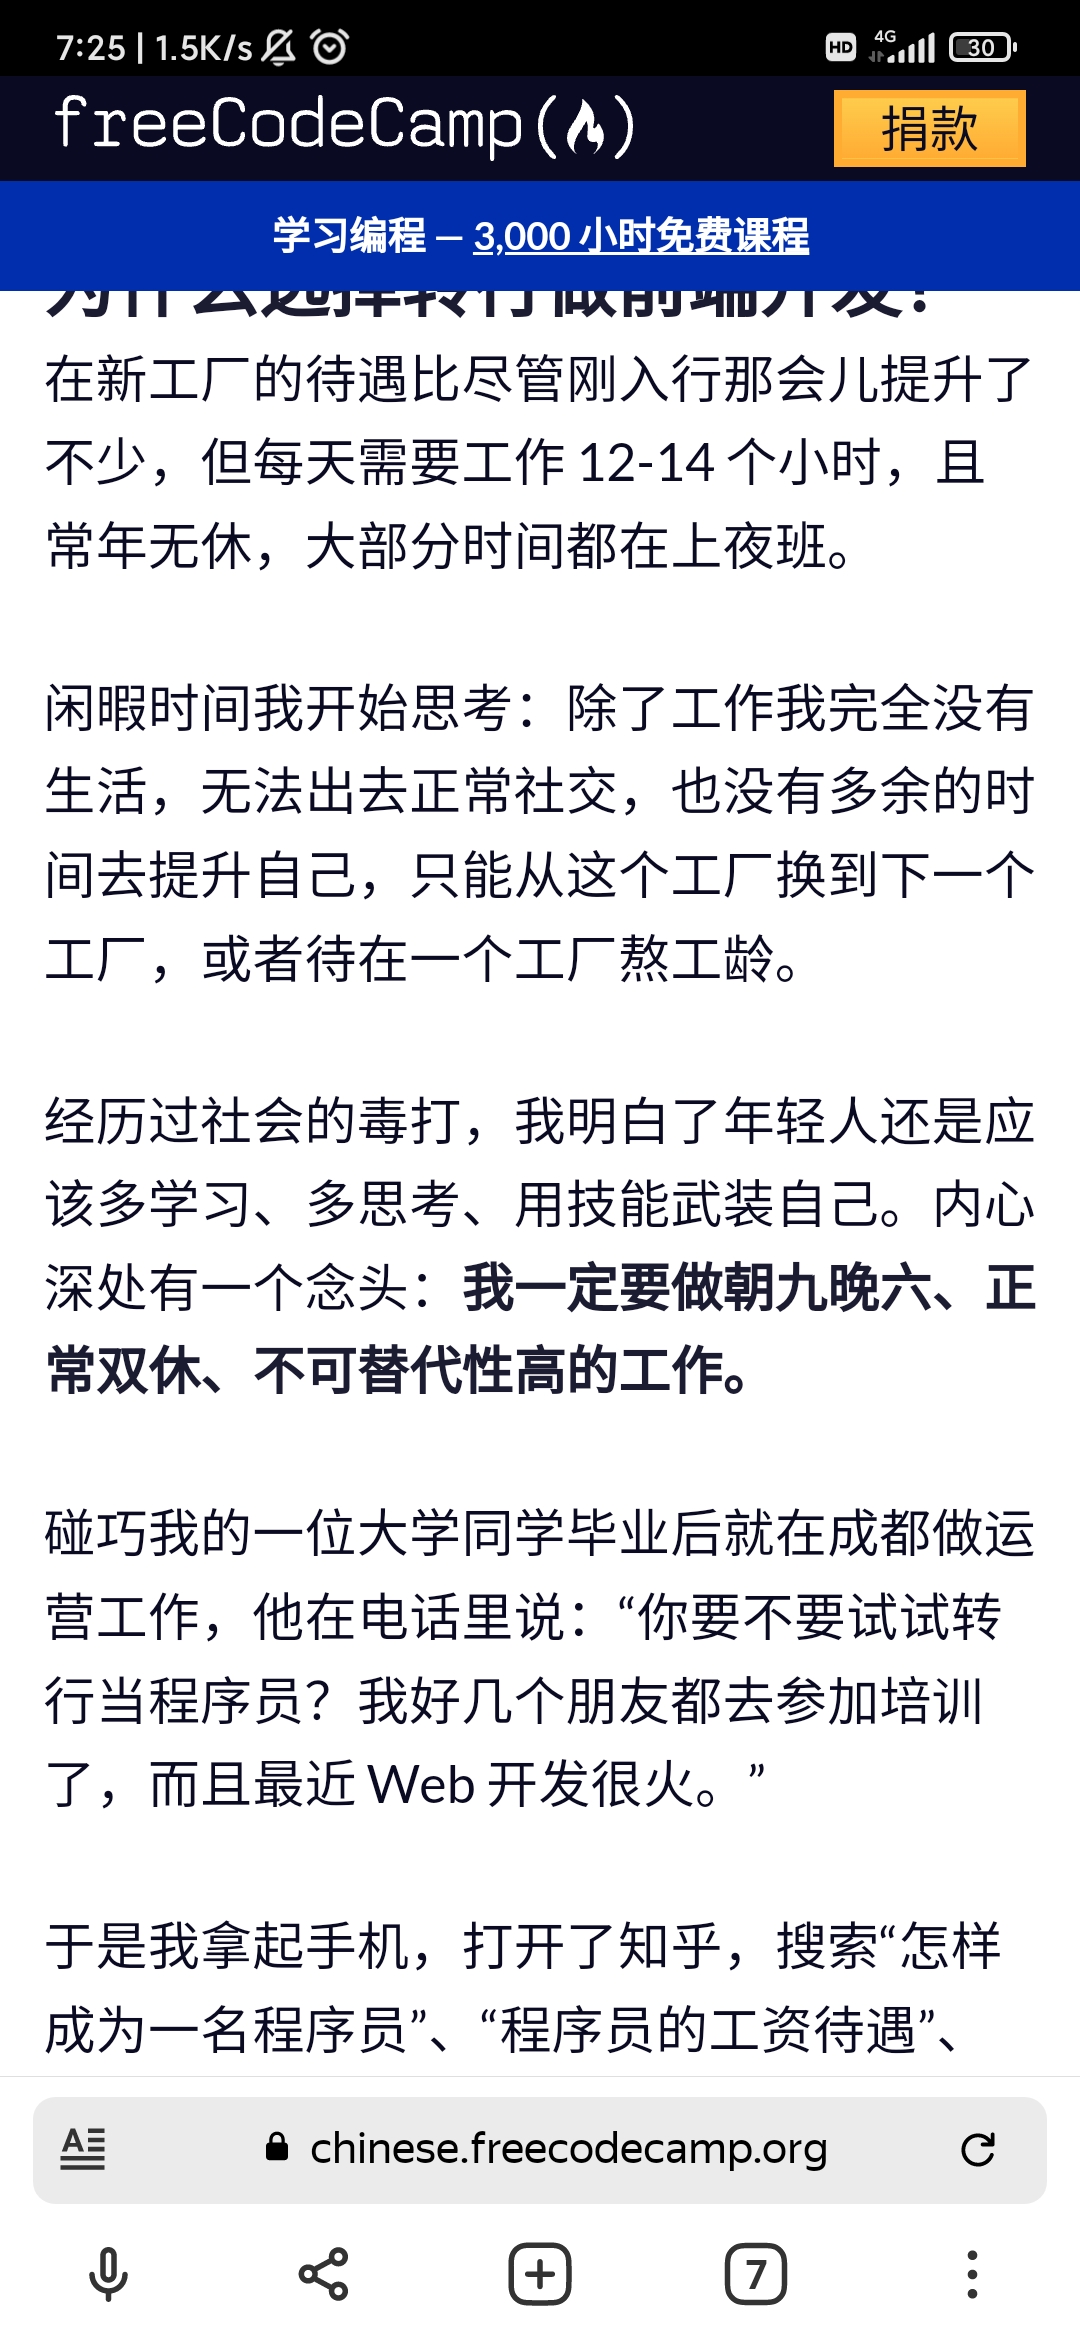 7:25 | 1.5K/s
HD 4G 30
freeCodeCamp
捐款
学习编程 — 3,000 小时免费课程
为什么选择转行做前端开发？
在新工厂的待遇比尽管刚入行那会儿提升了
不少，但每天需要工作 12-14 个小时，且
常年无休，大部分时间都在上夜班。
闲暇时间我开始思考：除了工作我完全没有
生活，无法出去正常社交，也没有多余的时
间去提升自己，只能从这个工厂换到下一个
工厂，或者待在一个工厂熬工龄。
经历过社会的毒打，我明白了年轻人还是应
该多学习、多思考、用技能武装自己。内心
深处有一个念头：我一定要做朝九晚六、正
常双休、不可替代性高的工作。
碰巧我的一位大学同学毕业后就在成都做运
营工作，他在电话里说：“你要不要试试转
行当程序员？我好几个朋友都去参加培训
了，而且最近 Web 开发很火。”
于是我拿起手机，打开了知乎，搜索“怎样
成为一名程序员”、“程序员的工资待遇”、
chinese.freecodecamp.org
7